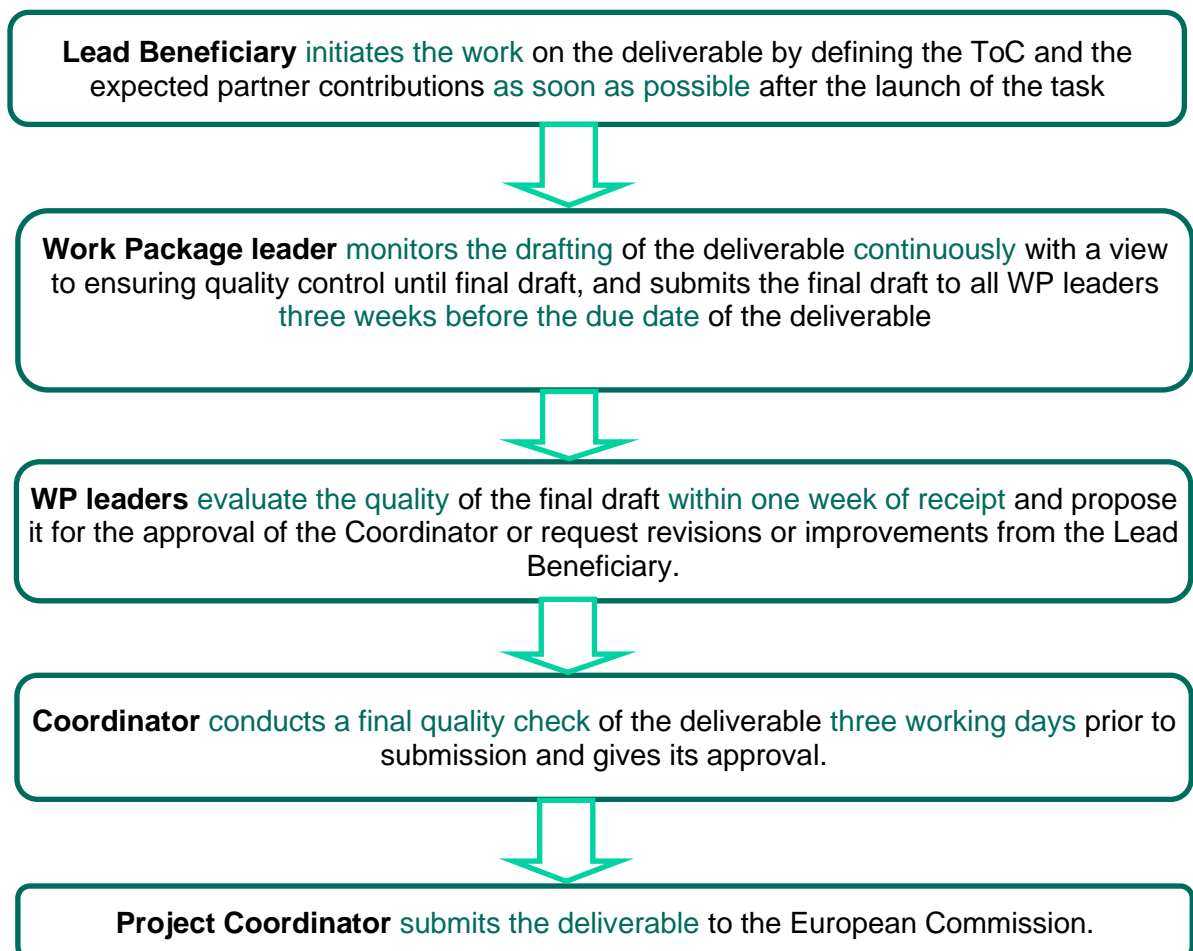 Lead Beneficiary initiates the work on the deliverable by defining the ToC and the
expected partner contributions as soon as possible after the launch of the task
Work Package leader monitors the drafting of the deliverable continuously with a view
to ensuring quality control until final draft, and submits the final draft to all WP leaders
three weeks before the due date of the deliverable
WP leaders evaluate the quality of the final draft within one week of receipt and propose
it for the approval of the Coordinator or request revisions or improvements from the Lead
Beneficiary.
Coordinator conducts a final quality check of the deliverable three working days prior to
submission and gives its approval.
Project Coordinator submits the deliverable to the European Commission.